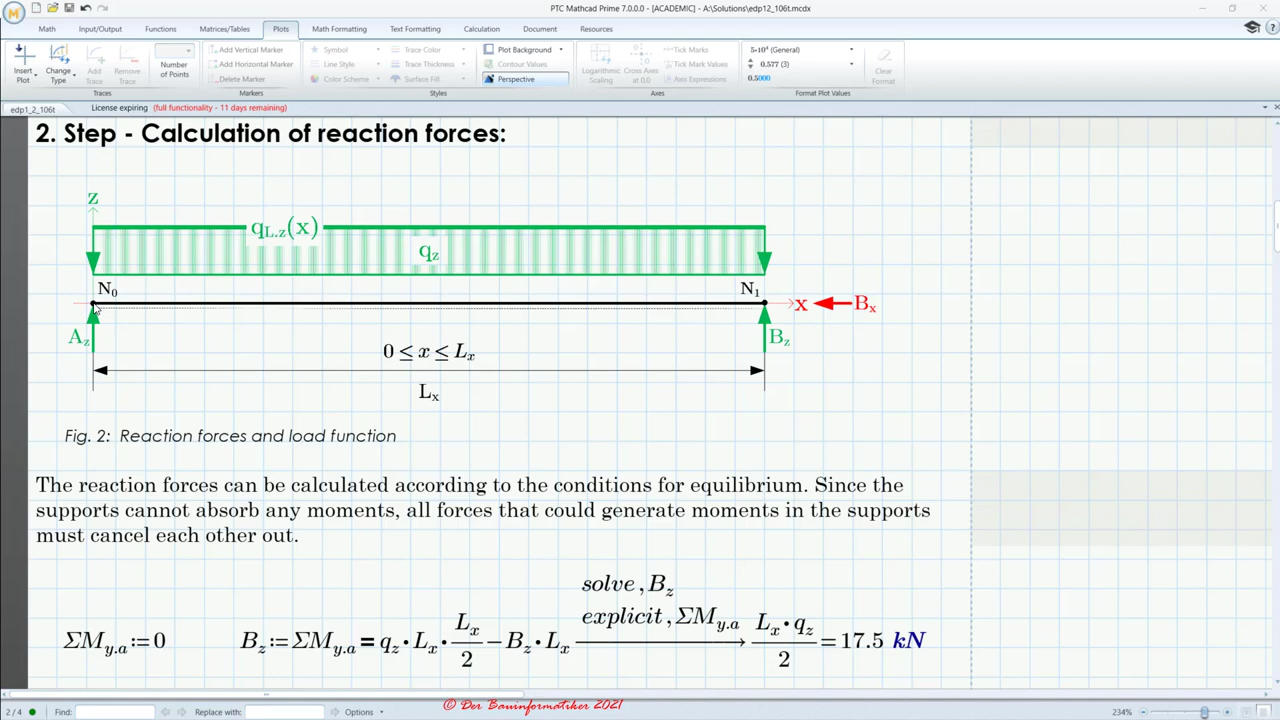 PTC Mathcad Prime 7.0.0.0 - [ACADEMIC] - A:\Solutions\edp12_106t.mcdx
Math Input/Output Functions Matrices/Tables Plots Math Formatting Text Formatting Calculation Document Resources
Insert Plot
Change Type
Add Trace
Remove Trace
Traces
Number of Points
Add Vertical Marker
Add Horizontal Marker
Delete Marker
Markers
Symbol
Line Style
Color Scheme
Trace Color
Trace Thickness
Surface Fill
Styles
Plot Background
Contour Values
Perspective
Logarithmic Scaling
Cross Axes at 0,0
Tick Marks
Tick Mark Values
Axis Expressions
Axes
5•10⁴ (General)
0.577 (3)
0.5000
Format Plot Values
Clear Format
edp1_2_106t
License expiring (full functionality - 11 days remaining)
2. Step - Calculation of reaction forces:
z
q_L.z(x)
q_z
N₀ N₁
x B_x
A_z B_z
0 ≤ x ≤ L_x
L_x
Fig. 2: Reaction forces and load function
The reaction forces can be calculated according to the conditions for equilibrium. Since the
supports cannot absorb any moments, all forces that could generate moments in the supports
must cancel each other out.
solve , B_z
explicit , ΣM_y.a
ΣM_y.a := 0 B_z := ΣM_y.a = q_z • L_x • L_x/2 − B_z • L_x → L_x • q_z/2 = 17.5 kN
© Der Bauinformatiker 2021
2 / 4 Find: Replace with: Options 234%